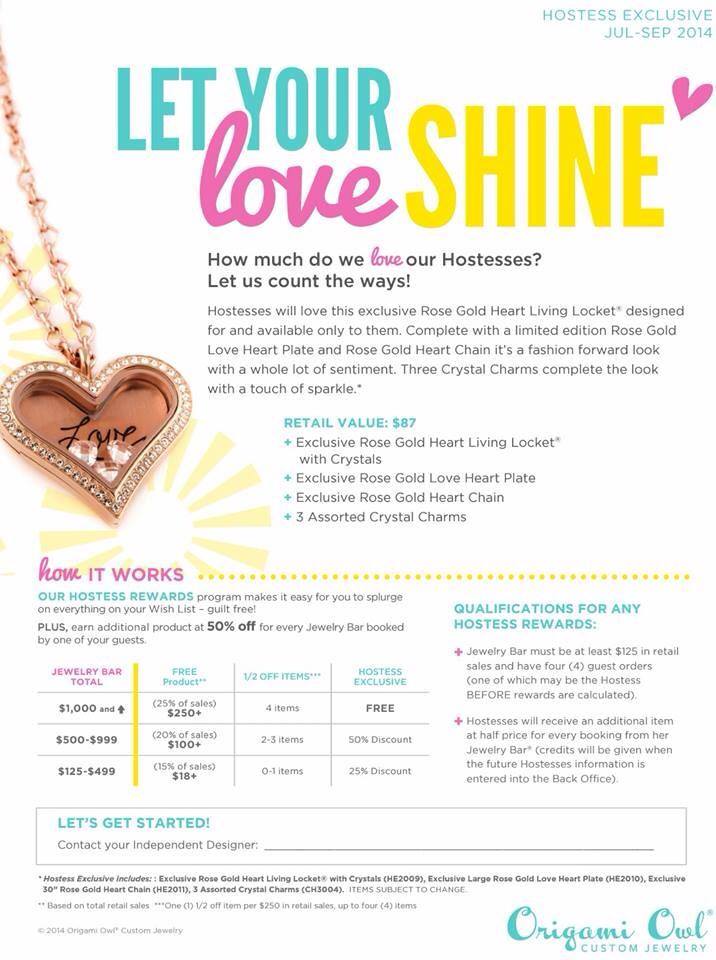 HOSTESS EXCLUSIVE
JUL-SEP 2014
LET YOUR
love SHINE
How much do we love our Hostesses?
Let us count the ways!
Hostesses will love this exclusive Rose Gold Heart Living Locket® designed
for and available only to them. Complete with a limited edition Rose Gold
Love Heart Plate and Rose Gold Heart Chain it's a fashion forward look
with a whole lot of sentiment. Three Crystal Charms complete the look
with a touch of sparkle.*
Love
RETAIL VALUE: $87
+ Exclusive Rose Gold Heart Living Locket®
with Crystals
+ Exclusive Rose Gold Love Heart Plate
+ Exclusive Rose Gold Heart Chain
+ 3 Assorted Crystal Charms
how IT WORKS
OUR HOSTESS REWARDS program makes it easy for you to splurge
on everything on your Wish List – guilt free!
PLUS, earn additional product at 50% off for every Jewelry Bar booked
by one of your guests.
JEWELRY BAR TOTAL FREE Product** 1/2 OFF ITEMS*** HOSTESS EXCLUSIVE
$1,000 and ↑ (25% of sales) $250+ 4 items FREE
$500-$999 (20% of sales) $100+ 2-3 items 50% Discount
$125-$499 (15% of sales) $18+ 0-1 items 25% Discount
QUALIFICATIONS FOR ANY
HOSTESS REWARDS:
+ Jewelry Bar must be at least $125 in retail
sales and have four (4) guest orders
(one of which may be the Hostess
BEFORE rewards are calculated).
+ Hostesses will receive an additional item
at half price for every booking from her
Jewelry Bar® (credits will be given when
the future Hostesses information is
entered into the Back Office).
LET'S GET STARTED!
Contact your Independent Designer:
* Hostess Exclusive includes: : Exclusive Rose Gold Heart Living Locket® with Crystals (HE2009), Exclusive Large Rose Gold Love Heart Plate (HE2010), Exclusive
30" Rose Gold Heart Chain (HE2011), 3 Assorted Crystal Charms (CH3004). ITEMS SUBJECT TO CHANGE.
** Based on total retail sales ***One (1) 1/2 off item per $250 in retail sales, up to four (4) items
© 2014 Origami Owl® Custom Jewelry
Origami Owl®
CUSTOM JEWELRY